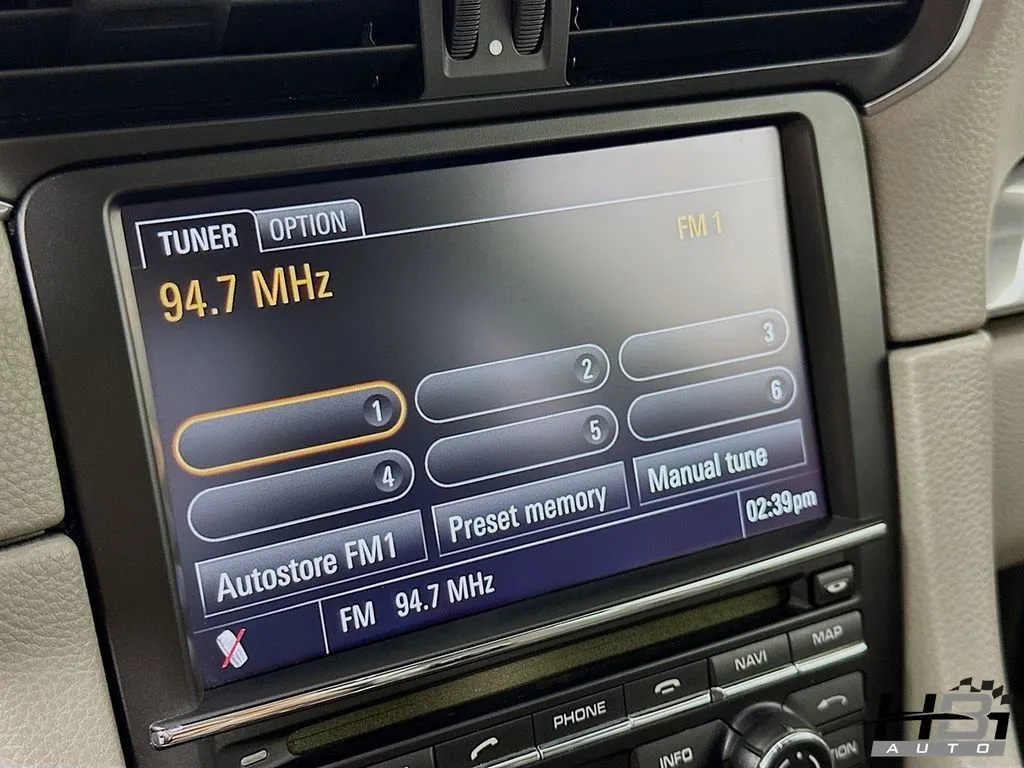 TUNER OPTION
FM 1
94.7 MHz
1 2 3
4 5 6
Autostore FM1 Preset memory Manual tune
FM 94.7 MHz 02:39pm
NAVI MAP
PHONE
INFO
HBI
AUTO